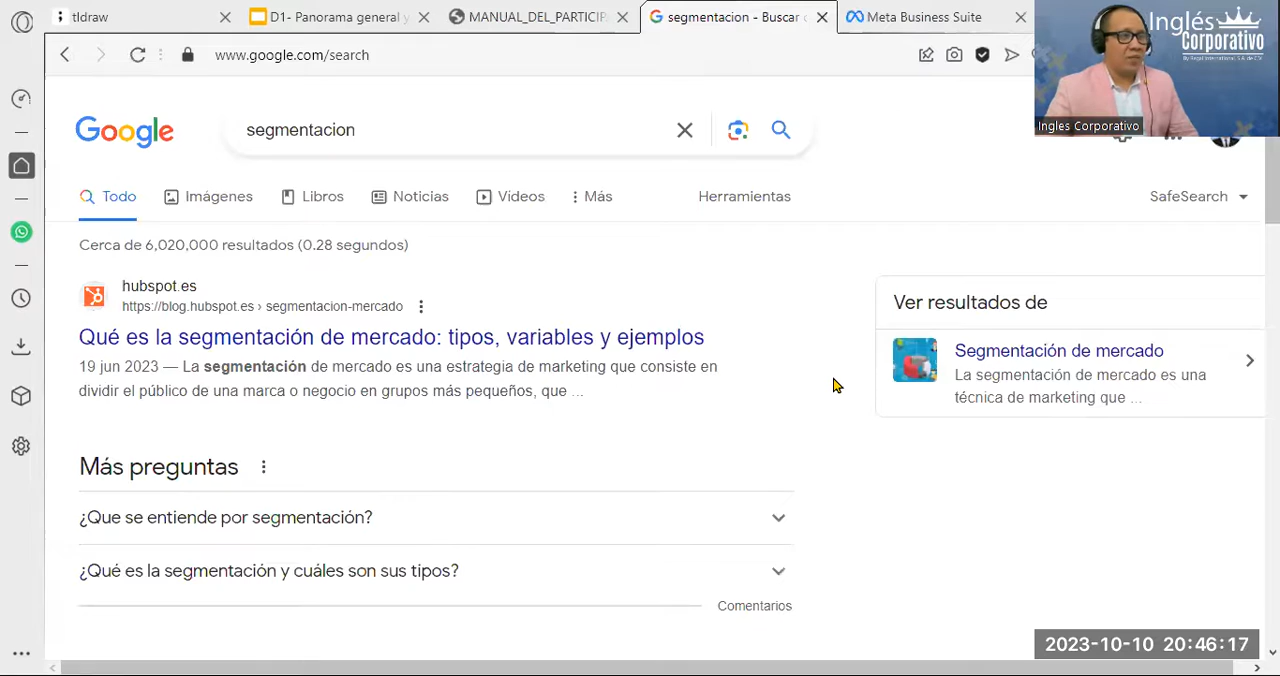 tldraw
D1- Panorama general y
MANUAL_DEL_PARTICIP
segmentacion - Buscar
Meta Business Suite
www.google.com/search
Inglés
Corporativo
Ingles Corporativo
Google
segmentacion
Todo
Imágenes
Libros
Noticias
Videos
Más
Herramientas
SafeSearch
Cerca de 6,020,000 resultados (0.28 segundos)
hubspot.es
https://blog.hubspot.es › segmentacion-mercado
Qué es la segmentación de mercado: tipos, variables y ejemplos
19 jun 2023 — La segmentación de mercado es una estrategia de marketing que consiste en
dividir el público de una marca o negocio en grupos más pequeños, que ...
Ver resultados de
Segmentación de mercado
La segmentación de mercado es una
técnica de marketing que ...
Más preguntas
¿Que se entiende por segmentación?
¿Qué es la segmentación y cuáles son sus tipos?
Comentarios
2023-10-10 20:46:17